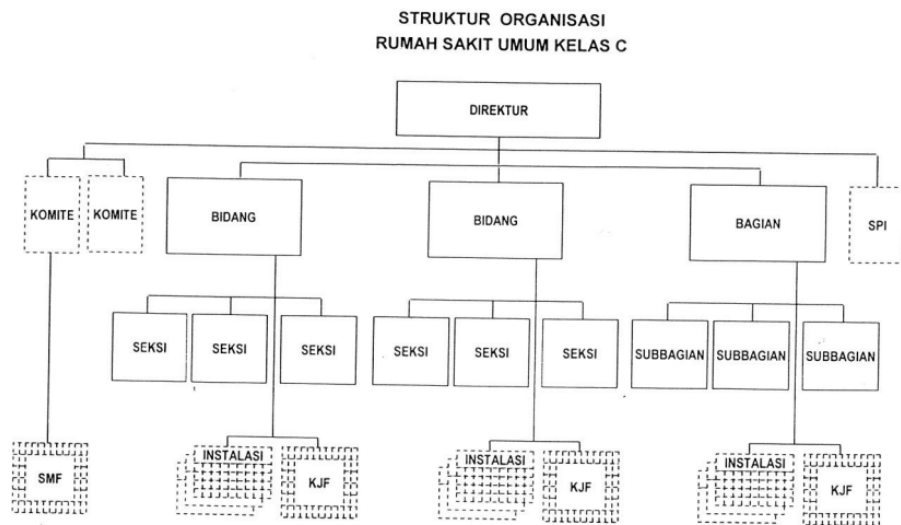 STRUKTUR ORGANISASI
RUMAH SAKIT UMUM KELAS C
DIREKTUR
KOMITE
KOMITE
BIDANG
BIDANG
BAGIAN
SPI
SEKSI
SEKSI
SEKSI
SEKSI
SEKSI
SEKSI
SUBBAGIAN
SUBBAGIAN
SUBBAGIAN
SMF
INSTALASI
KJF
INSTALASI
KJF
INSTALASI
KJF